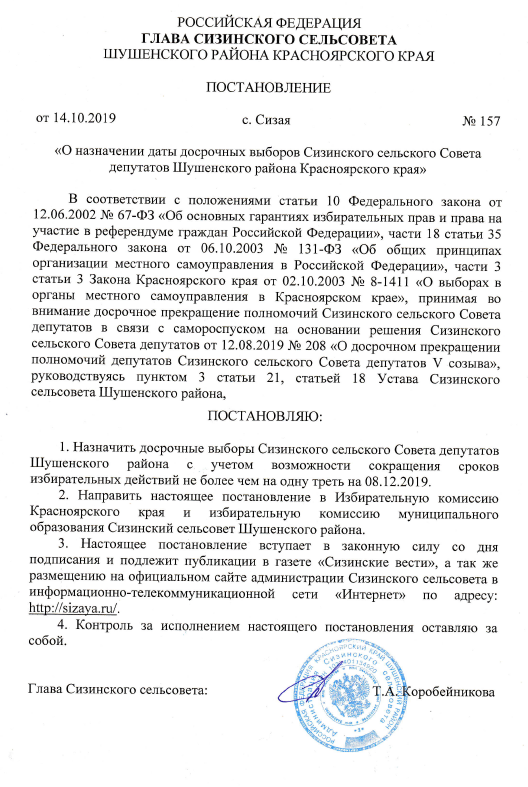 РОССИЙСКАЯ ФЕДЕРАЦИЯ
ГЛАВА СИЗИНСКОГО СЕЛЬСОВЕТА
ШУШЕНСКОГО РАЙОНА КРАСНОЯРСКОГО КРАЯ
ПОСТАНОВЛЕНИЕ
от 14.10.2019 с. Сизая № 157
«О назначении даты досрочных выборов Сизинского сельского Совета
депутатов Шушенского района Красноярского края»
В соответствии с положениями статьи 10 Федерального закона от
12.06.2002 № 67-ФЗ «Об основных гарантиях избирательных прав и права на
участие в референдуме граждан Российской Федерации», части 18 статьи 35
Федерального закона от 06.10.2003 № 131-ФЗ «Об общих принципах
организации местного самоуправления в Российской Федерации», части 3
статьи 3 Закона Красноярского края от 02.10.2003 № 8-1411 «О выборах в
органы местного самоуправления в Красноярском крае», принимая во
внимание досрочное прекращение полномочий Сизинского сельского Совета
депутатов в связи с самороспуском на основании решения Сизинского
сельского Совета депутатов от 12.08.2019 № 208 «О досрочном прекращении
полномочий депутатов Сизинского сельского Совета депутатов V созыва»,
руководствуясь пунктом 3 статьи 21, статьей 18 Устава Сизинского
сельсовета Шушенского района,
ПОСТАНОВЛЯЮ:
1. Назначить досрочные выборы Сизинского сельского Совета депутатов
Шушенского района с учетом возможности сокращения сроков
избирательных действий не более чем на одну треть на 08.12.2019.
2. Направить настоящее постановление в Избирательную комиссию
Красноярского края и избирательную комиссию муниципального
образования Сизинский сельсовет Шушенского района.
3. Настоящее постановление вступает в законную силу со дня
подписания и подлежит публикации в газете «Сизинские вести», а так же
размещению на официальном сайте администрации Сизинского сельсовета в
информационно-телекоммуникационной сети «Интернет» по адресу:
http://sizaya.ru/.
4. Контроль за исполнением настоящего постановления оставляю за
собой.
Глава Сизинского сельсовета: Т.А. Коробейникова
РОССИЙСКАЯ ФЕДЕРАЦИЯ КРАСНОЯРСКИЙ КРАЙ ШУШЕНСКИЙ РАЙОН
Администрация Сизинского сельсовета